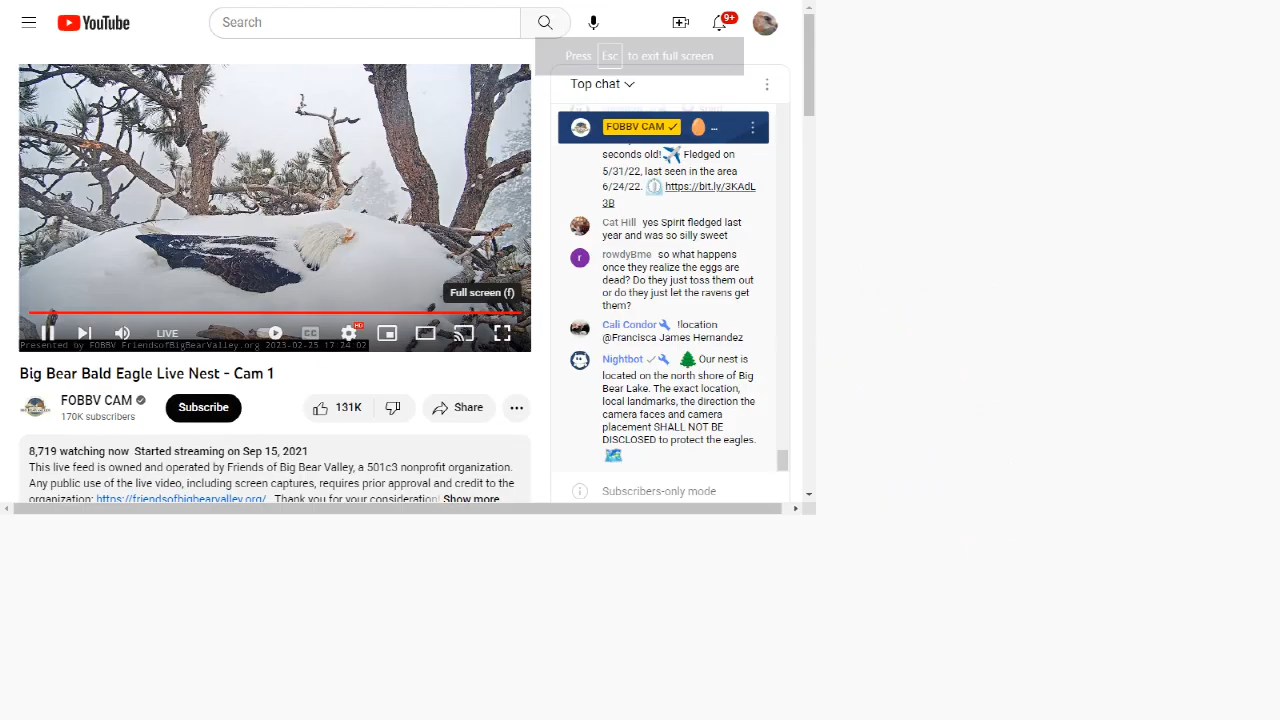 YouTube
Search
9+
Press Esc to exit full screen
Top chat
FOBBV CAM ...
seconds old! Fledged on
5/31/22, last seen in the area
6/24/22. https://bit.ly/3KAdL
3B
Cat Hill yes Spirit fledged last
year and was so silly sweet
r rowdyBme so what happens
once they realize the eggs are
dead? Do they just toss them out
or do they just let the ravens get
them?
Cali Condor !location
@Francisca James Hernandez
Nightbot Our nest is
located on the north shore of Big
Bear Lake. The exact location,
local landmarks, the direction the
camera faces and camera
placement SHALL NOT BE
DISCLOSED to protect the eagles.
Subscribers-only mode
Full screen (f)
LIVE
CC
HD
Presented by FOBBV FriendsofBigBearValley.org 2023-02-25 17:24:02
Big Bear Bald Eagle Live Nest - Cam 1
FOBBV CAM
170K subscribers
Subscribe
131K
Share
8,719 watching now Started streaming on Sep 15, 2021
This live feed is owned and operated by Friends of Big Bear Valley, a 501c3 nonprofit organization.
Any public use of the live video, including screen captures, requires prior approval and credit to the
organization: https://friendsofbigbearvalley.org/ . Thank you for your consideration! Show more